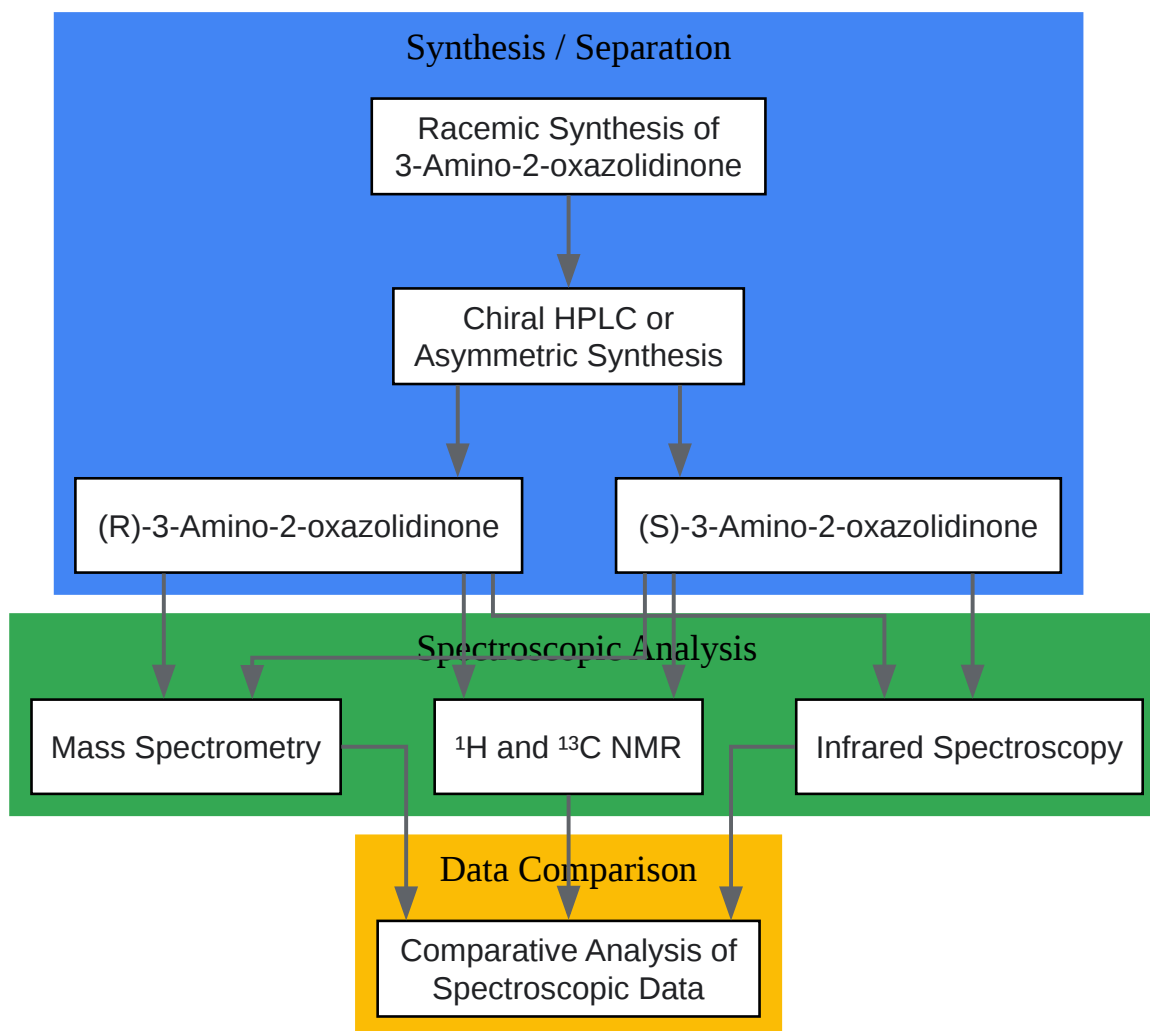 Synthesis / Separation
Racemic Synthesis of
3-Amino-2-oxazolidinone
Chiral HPLC or
Asymmetric Synthesis
(R)-3-Amino-2-oxazolidinone
(S)-3-Amino-2-oxazolidinone
Spectroscopic Analysis
Mass Spectrometry
¹H and ¹³C NMR
Infrared Spectroscopy
Data Comparison
Comparative Analysis of
Spectroscopic Data